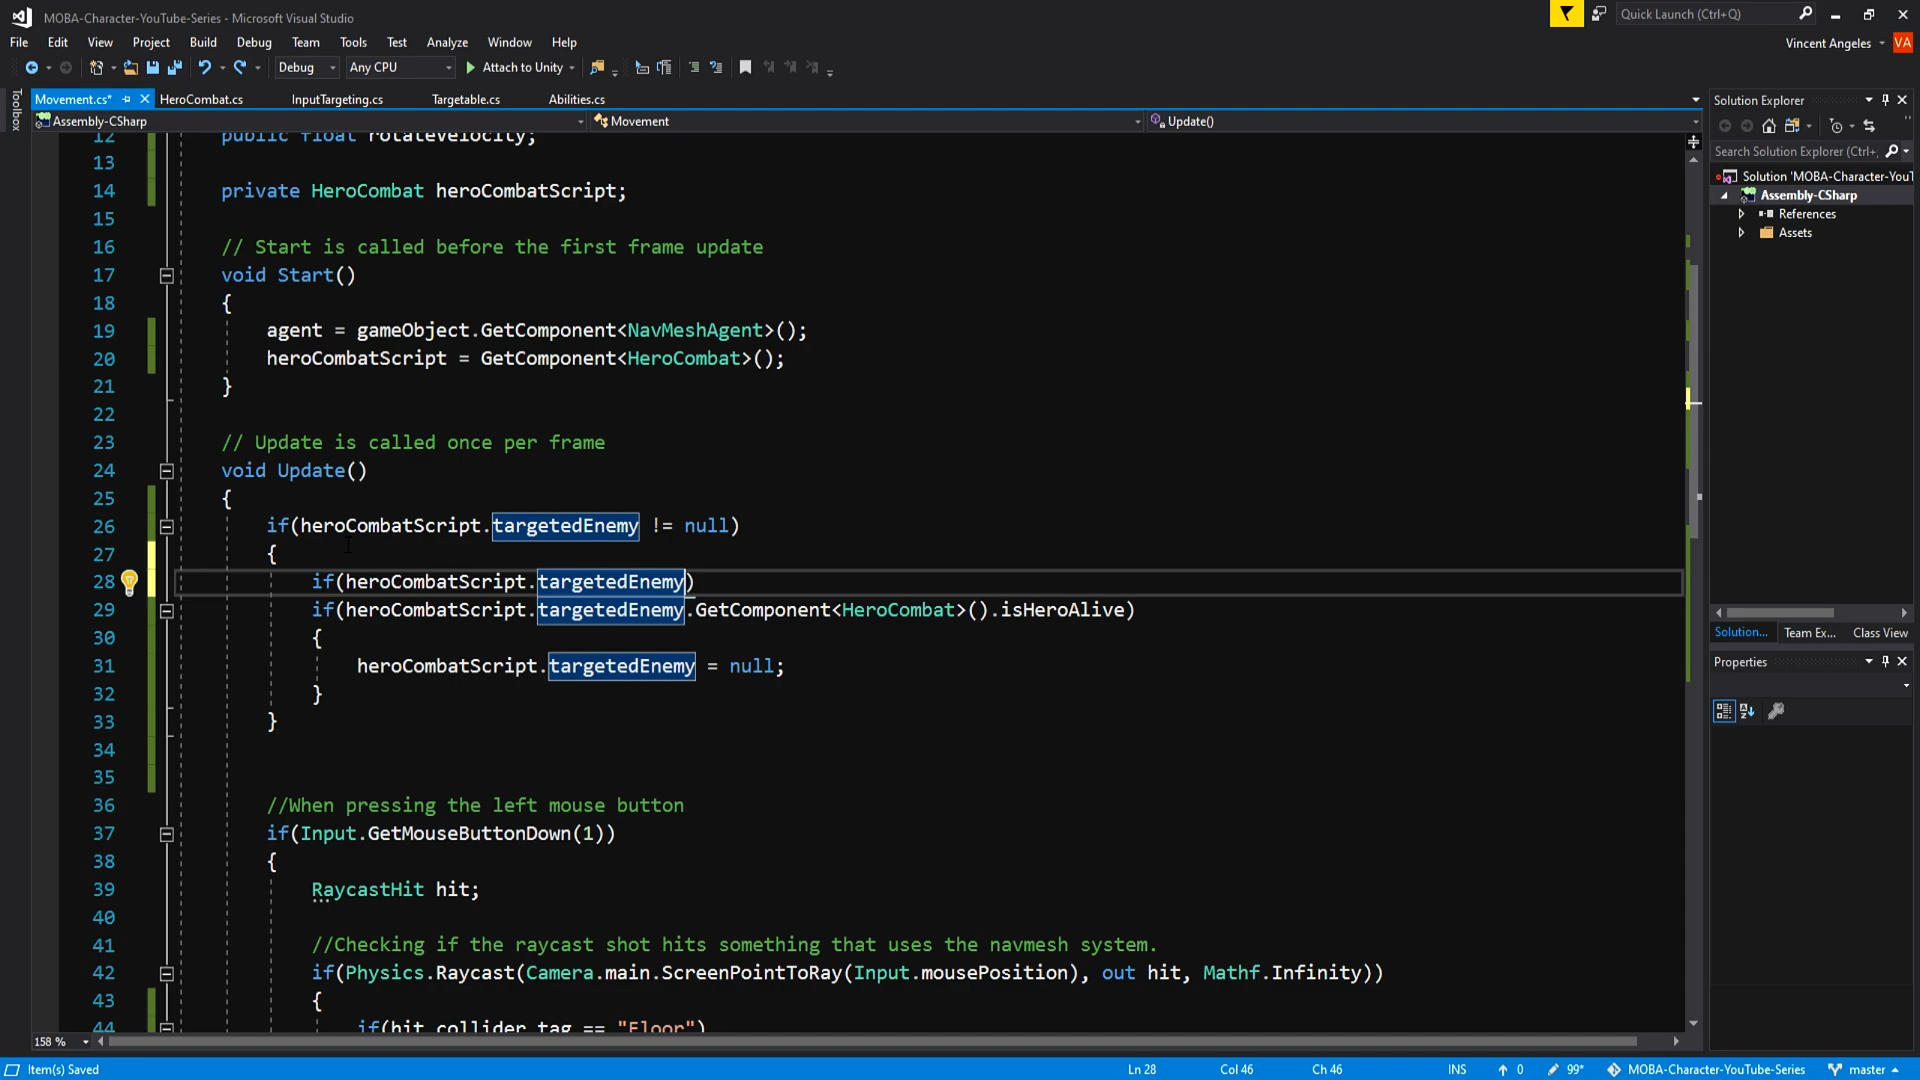 MOBA-Character-YouTube-Series - Microsoft Visual Studio
Quick Launch (Ctrl+Q)
File Edit View Project Build Debug Team Tools Test Analyze Window Help
Vincent Angeles VA
Debug Any CPU Attach to Unity
Toolbox
Movement.cs* HeroCombat.cs InputTargeting.cs Targetable.cs Abilities.cs
Assembly-CSharp Movement Update()
12 public float rotateVelocity;
13
14 private HeroCombat heroCombatScript;
15
16 // Start is called before the first frame update
17 void Start()
18 {
19 agent = gameObject.GetComponent<NavMeshAgent>();
20 heroCombatScript = GetComponent<HeroCombat>();
21 }
22
23 // Update is called once per frame
24 void Update()
25 {
26 if(heroCombatScript.targetedEnemy != null)
27 {
28 if(heroCombatScript.targetedEnemy)
29 if(heroCombatScript.targetedEnemy.GetComponent<HeroCombat>().isHeroAlive)
30 {
31 heroCombatScript.targetedEnemy = null;
32 }
33 }
34
35
36 //When pressing the left mouse button
37 if(Input.GetMouseButtonDown(1))
38 {
39 RaycastHit hit;
40
41 //Checking if the raycast shot hits something that uses the navmesh system.
42 if(Physics.Raycast(Camera.main.ScreenPointToRay(Input.mousePosition), out hit, Mathf.Infinity))
43 {
44 if(hit.collider.tag == "Floor")
158 %
Solution Explorer
Search Solution Explorer (Ctrl+;
Solution 'MOBA-Character-YouT
Assembly-CSharp
References
Assets
Solution... Team Ex... Class View
Properties
Item(s) Saved Ln 28 Col 46 Ch 46 INS 0 99* MOBA-Character-YouTube-Series master